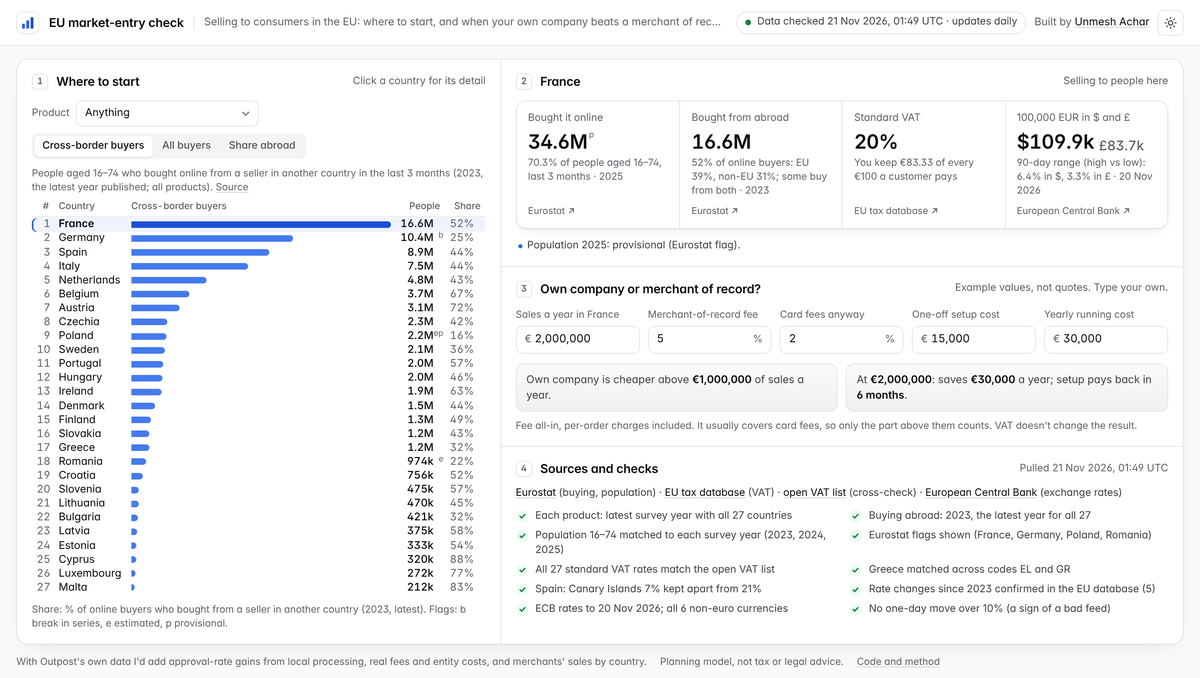 EU market-entry check
Selling to consumers in the EU: where to start, and when your own company beats a merchant of rec...
Data checked 21 Nov 2026, 01:49 UTC · updates daily
Built by Unmesh Achar
1 Where to start
Click a country for its detail
Product Anything
Cross-border buyers All buyers Share abroad
People aged 16–74 who bought online from a seller in another country in the last 3 months (2023,
the latest year published; all products). Source
# Country Cross-border buyers People Share
1 France 16.6M 52%
2 Germany 10.4M b 25%
3 Spain 8.9M 44%
4 Italy 7.5M 44%
5 Netherlands 4.8M 43%
6 Belgium 3.7M 67%
7 Austria 3.1M 72%
8 Czechia 2.3M 42%
9 Poland 2.2M ep 16%
10 Sweden 2.1M 36%
11 Portugal 2.0M 57%
12 Hungary 2.0M 46%
13 Ireland 1.9M 63%
14 Denmark 1.5M 44%
15 Finland 1.3M 49%
16 Slovakia 1.2M 43%
17 Greece 1.2M 32%
18 Romania 974k e 22%
19 Croatia 756k 52%
20 Slovenia 475k 57%
21 Lithuania 470k 45%
22 Bulgaria 421k 32%
23 Latvia 375k 58%
24 Estonia 333k 54%
25 Cyprus 320k 88%
26 Luxembourg 272k 77%
27 Malta 212k 83%
Share: % of online buyers who bought from a seller in another country (2023, latest). Flags: b
break in series, e estimated, p provisional.
2 France
Selling to people here
Bought it online
34.6M p
70.3% of people aged 16–74,
last 3 months · 2025
Eurostat ↗
Bought from abroad
16.6M
52% of online buyers: EU
39%, non-EU 31%; some buy
from both · 2023
Eurostat ↗
Standard VAT
20%
You keep €83.33 of every
€100 a customer pays
EU tax database ↗
100,000 EUR in $ and £
$109.9k £83.7k
90-day range (high vs low):
6.4% in $, 3.3% in £ · 20 Nov
2026
European Central Bank ↗
Population 2025: provisional (Eurostat flag).
3 Own company or merchant of record?
Example values, not quotes. Type your own.
Sales a year in France
€ 2,000,000
Merchant-of-record fee
5 %
Card fees anyway
2 %
One-off setup cost
€ 15,000
Yearly running cost
€ 30,000
Own company is cheaper above €1,000,000 of sales a
year.
At €2,000,000: saves €30,000 a year; setup pays back in
6 months.
Fee all-in, per-order charges included. It usually covers card fees, so only the part above them counts. VAT doesn't change the result.
4 Sources and checks
Pulled 21 Nov 2026, 01:49 UTC
Eurostat (buying, population) · EU tax database (VAT) · open VAT list (cross-check) · European Central Bank (exchange rates)
Each product: latest survey year with all 27 countries
Buying abroad: 2023, the latest year for all 27
Population 16–74 matched to each survey year (2023, 2024,
2025)
Eurostat flags shown (France, Germany, Poland, Romania)
All 27 standard VAT rates match the open VAT list
Greece matched across codes EL and GR
Spain: Canary Islands 7% kept apart from 21%
Rate changes since 2023 confirmed in the EU database (5)
ECB rates to 20 Nov 2026; all 6 non-euro currencies
No one-day move over 10% (a sign of a bad feed)
With Outpost's own data I'd add approval-rate gains from local processing, real fees and entity costs, and merchants' sales by country.
Planning model, not tax or legal advice.
Code and method